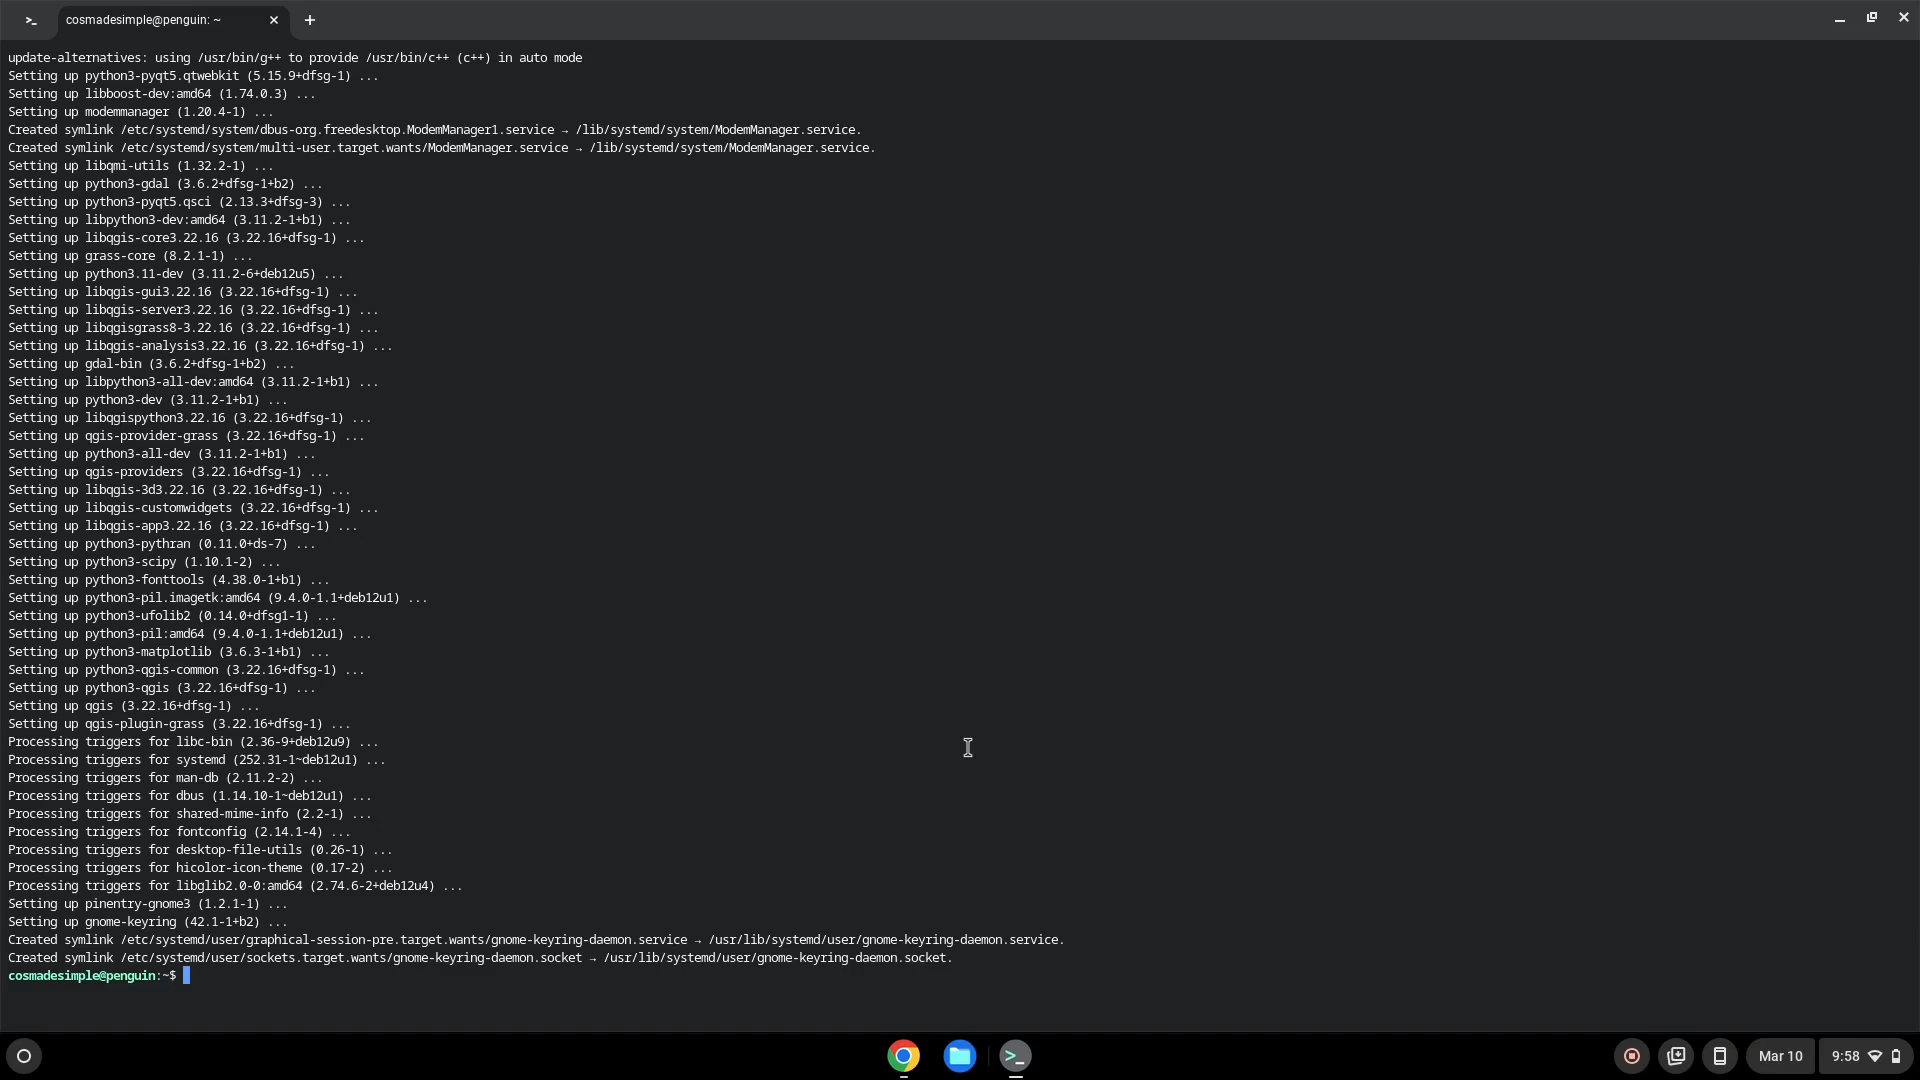 cosmadesimple@penguin: ~
update-alternatives: using /usr/bin/g++ to provide /usr/bin/c++ (c++) in auto mode
Setting up python3-pyqt5.qtwebkit (5.15.9+dfsg-1) ...
Setting up libboost-dev:amd64 (1.74.0.3) ...
Setting up modemmanager (1.20.4-1) ...
Created symlink /etc/systemd/system/dbus-org.freedesktop.ModemManager1.service → /lib/systemd/system/ModemManager.service.
Created symlink /etc/systemd/system/multi-user.target.wants/ModemManager.service → /lib/systemd/system/ModemManager.service.
Setting up libqmi-utils (1.32.2-1) ...
Setting up python3-gdal (3.6.2+dfsg-1+b2) ...
Setting up python3-pyqt5.qsci (2.13.3+dfsg-3) ...
Setting up libpython3-dev:amd64 (3.11.2-1+b1) ...
Setting up libqgis-core3.22.16 (3.22.16+dfsg-1) ...
Setting up grass-core (8.2.1-1) ...
Setting up python3.11-dev (3.11.2-6+deb12u5) ...
Setting up libqgis-gui3.22.16 (3.22.16+dfsg-1) ...
Setting up libqgis-server3.22.16 (3.22.16+dfsg-1) ...
Setting up libqgisgrass8-3.22.16 (3.22.16+dfsg-1) ...
Setting up libqgis-analysis3.22.16 (3.22.16+dfsg-1) ...
Setting up gdal-bin (3.6.2+dfsg-1+b2) ...
Setting up libpython3-all-dev:amd64 (3.11.2-1+b1) ...
Setting up python3-dev (3.11.2-1+b1) ...
Setting up libqgispython3.22.16 (3.22.16+dfsg-1) ...
Setting up qgis-provider-grass (3.22.16+dfsg-1) ...
Setting up python3-all-dev (3.11.2-1+b1) ...
Setting up qgis-providers (3.22.16+dfsg-1) ...
Setting up libqgis-3d3.22.16 (3.22.16+dfsg-1) ...
Setting up libqgis-customwidgets (3.22.16+dfsg-1) ...
Setting up libqgis-app3.22.16 (3.22.16+dfsg-1) ...
Setting up python3-pythran (0.11.0+ds-7) ...
Setting up python3-scipy (1.10.1-2) ...
Setting up python3-fonttools (4.38.0-1+b1) ...
Setting up python3-pil.imagetk:amd64 (9.4.0-1.1+deb12u1) ...
Setting up python3-ufolib2 (0.14.0+dfsg1-1) ...
Setting up python3-pil:amd64 (9.4.0-1.1+deb12u1) ...
Setting up python3-matplotlib (3.6.3-1+b1) ...
Setting up python3-qgis-common (3.22.16+dfsg-1) ...
Setting up python3-qgis (3.22.16+dfsg-1) ...
Setting up qgis (3.22.16+dfsg-1) ...
Setting up qgis-plugin-grass (3.22.16+dfsg-1) ...
Processing triggers for libc-bin (2.36-9+deb12u9) ...
Processing triggers for systemd (252.31-1~deb12u1) ...
Processing triggers for man-db (2.11.2-2) ...
Processing triggers for dbus (1.14.10-1~deb12u1) ...
Processing triggers for shared-mime-info (2.2-1) ...
Processing triggers for fontconfig (2.14.1-4) ...
Processing triggers for desktop-file-utils (0.26-1) ...
Processing triggers for hicolor-icon-theme (0.17-2) ...
Processing triggers for libglib2.0-0:amd64 (2.74.6-2+deb12u4) ...
Setting up pinentry-gnome3 (1.2.1-1) ...
Setting up gnome-keyring (42.1-1+b2) ...
Created symlink /etc/systemd/user/graphical-session-pre.target.wants/gnome-keyring-daemon.service → /usr/lib/systemd/user/gnome-keyring-daemon.service.
Created symlink /etc/systemd/user/sockets.target.wants/gnome-keyring-daemon.socket → /usr/lib/systemd/user/gnome-keyring-daemon.socket.
cosmadesimple@penguin:~$
Mar 10
9:58